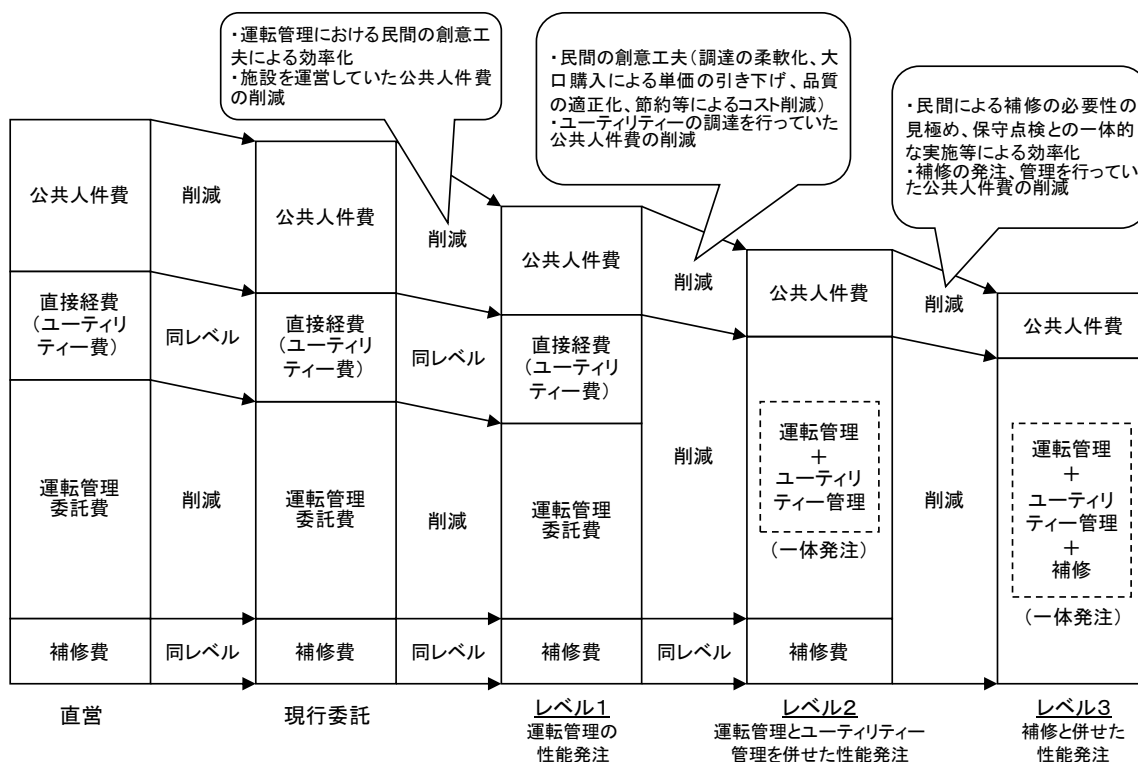 ・運転管理における民間の創意工
夫による効率化
・施設を運営していた公共人件費
の削減
・民間の創意工夫(調達の柔軟化、大
口購入による単価の引き下げ、品質
の適正化、節約等によるコスト削減)
・ユーティリティーの調達を行っていた
公共人件費の削減
・民間による補修の必要性の
見極め、保守点検との一体的
な実施等による効率化
・補修の発注、管理を行ってい
た公共人件費の削減
公共人件費
削減
公共人件費
削減
公共人件費
削減
公共人件費
削減
公共人件費
直接経費
(ユーティリ
ティー費)
同レベル
直接経費
(ユーティリ
ティー費)
同レベル
直接経費
(ユーティリ
ティー費)
運転管理
委託費
削減
運転管理
委託費
削減
運転管理
委託費
削減
運転管理
+
ユーティリ
ティー管理
(一体発注)
削減
運転管理
+
ユーティリ
ティー管理
+
補修
(一体発注)
補修費
同レベル
補修費
同レベル
補修費
同レベル
補修費
直営
現行委託
レベル1
運転管理の
性能発注
レベル2
運転管理とユーティリティー
管理を併せた性能発注
レベル3
補修と併せた
性能発注